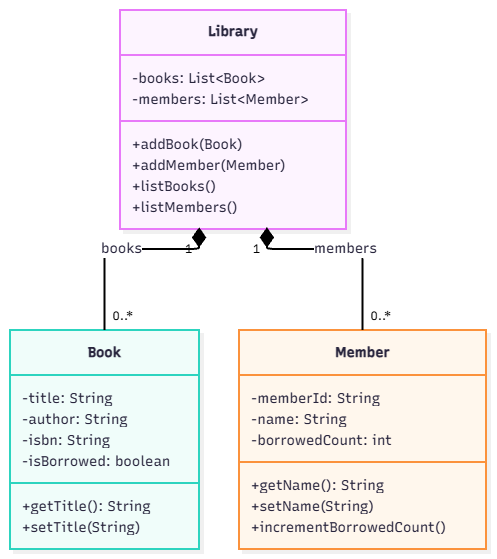 Library
-books: List<Book>
-members: List<Member>
+addBook(Book)
+addMember(Member)
+listBooks()
+listMembers()
books
1
1
members
0..*
0..*
Book
-title: String
-author: String
-isbn: String
-isBorrowed: boolean
+getTitle(): String
+setTitle(String)
Member
-memberId: String
-name: String
-borrowedCount: int
+getName(): String
+setName(String)
+incrementBorrowedCount()